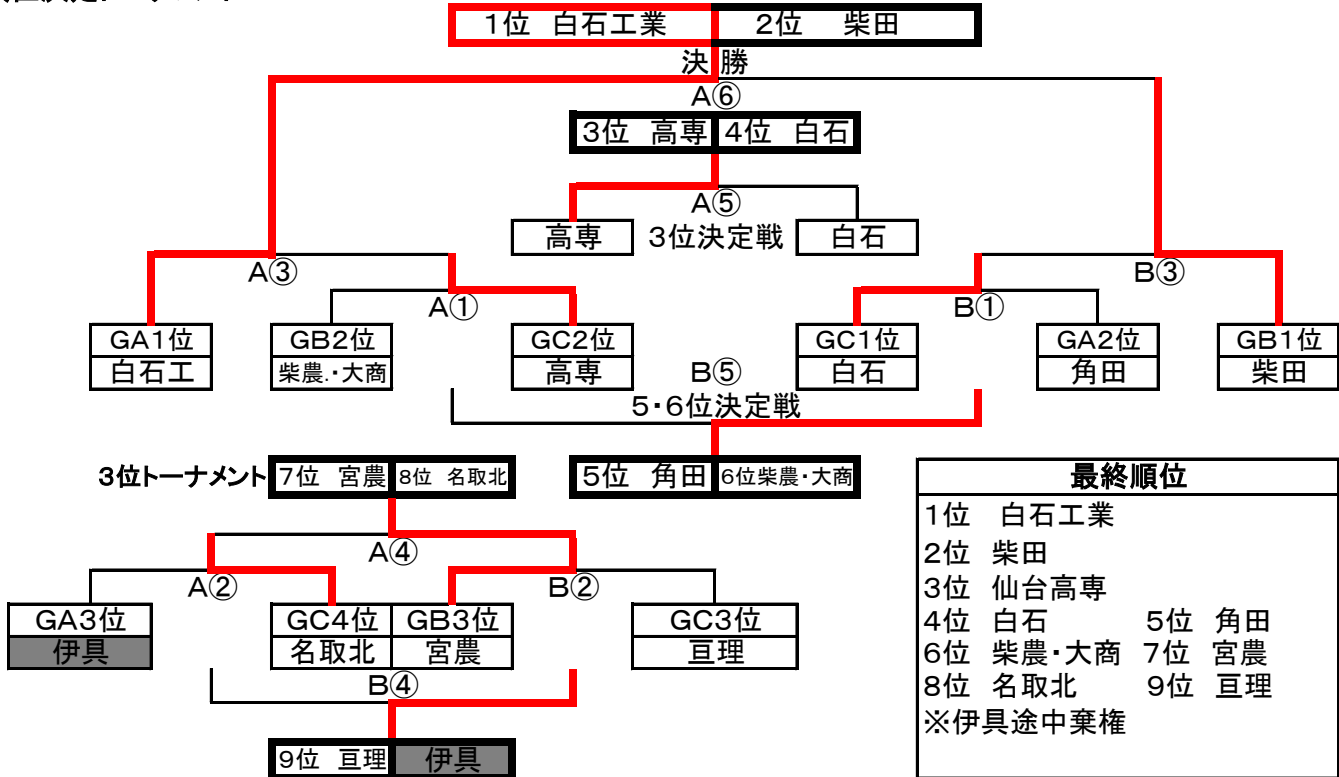 1位 白石工業 2位 柴田
決勝
A⑥
3位 高専 4位 白石
A⑤
高専 3位決定戦 白石
A③ B③
A① B①
GA1位 GB2位 GC2位 GC1位 GA2位 GB1位
白石工 柴農.・大商 高専 白石 角田 柴田
B⑤
5・6位決定戦
3位トーナメント 7位 宮農 8位 名取北 5位 角田 6位柴農・大商
A④
A② B②
GA3位 GC4位 GB3位 GC3位
伊具 名取北 宮農 亘理
B④
9位 亘理 伊具
最終順位
1位 白石工業
2位 柴田
3位 仙台高専
4位 白石 5位 角田
6位 柴農・大商 7位 宮農
8位 名取北 9位 亘理
※伊具途中棄権